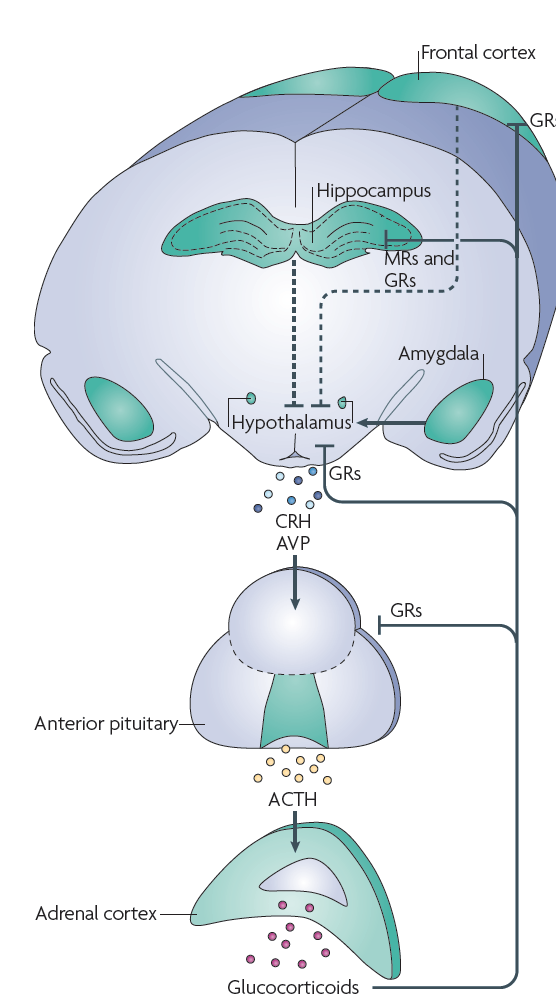 Frontal cortex
GRs
Hippocampus
MRs and
GRs
Amygdala
Hypothalamus
GRs
CRH
AVP
GRs
Anterior pituitary
ACTH
Adrenal cortex
Glucocorticoids